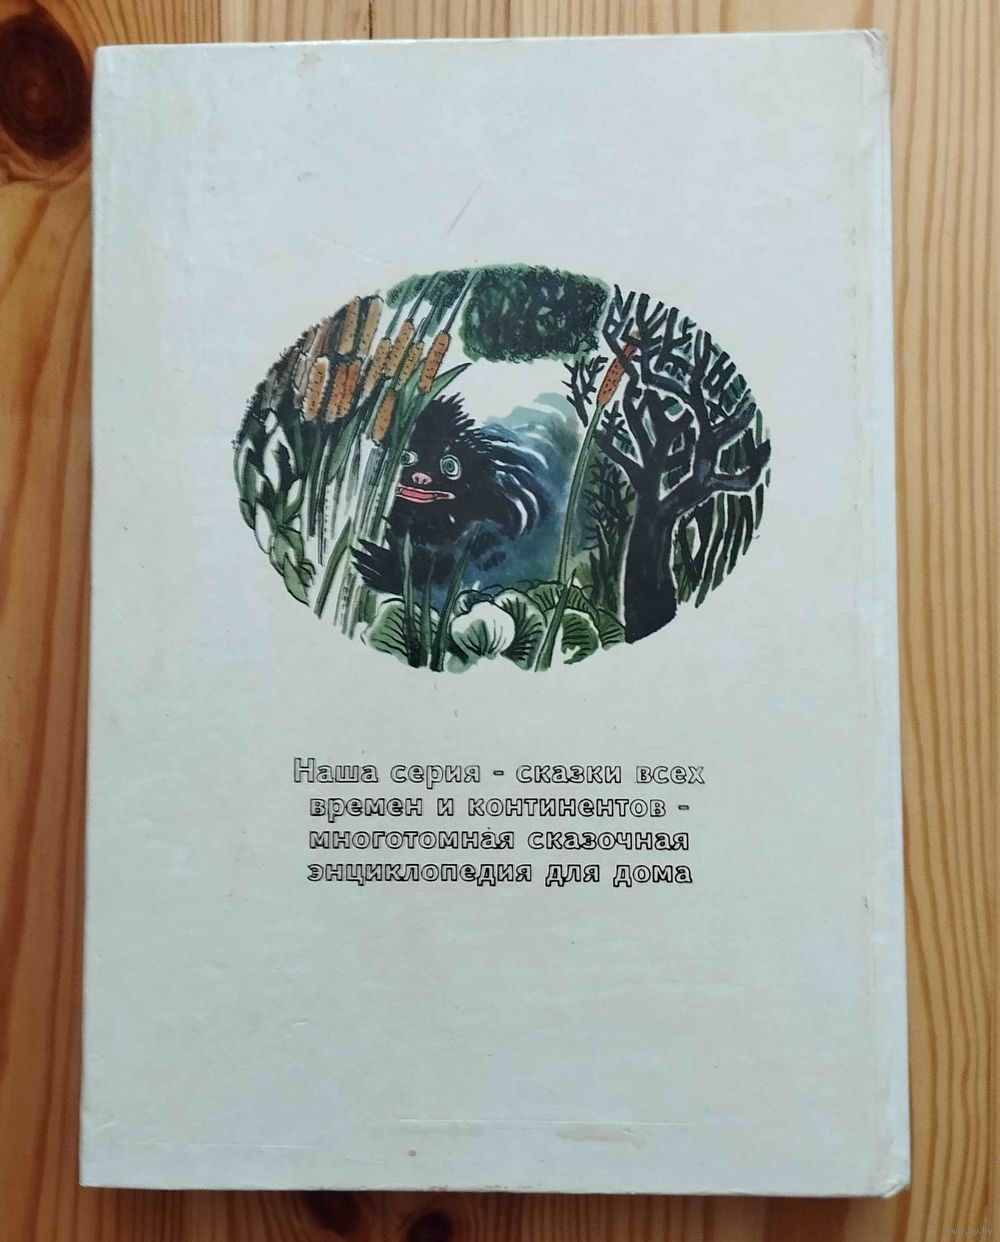 Наша серия - сказки всех
времен и континентов -
многотомная сказочная
энциклопедия для дома